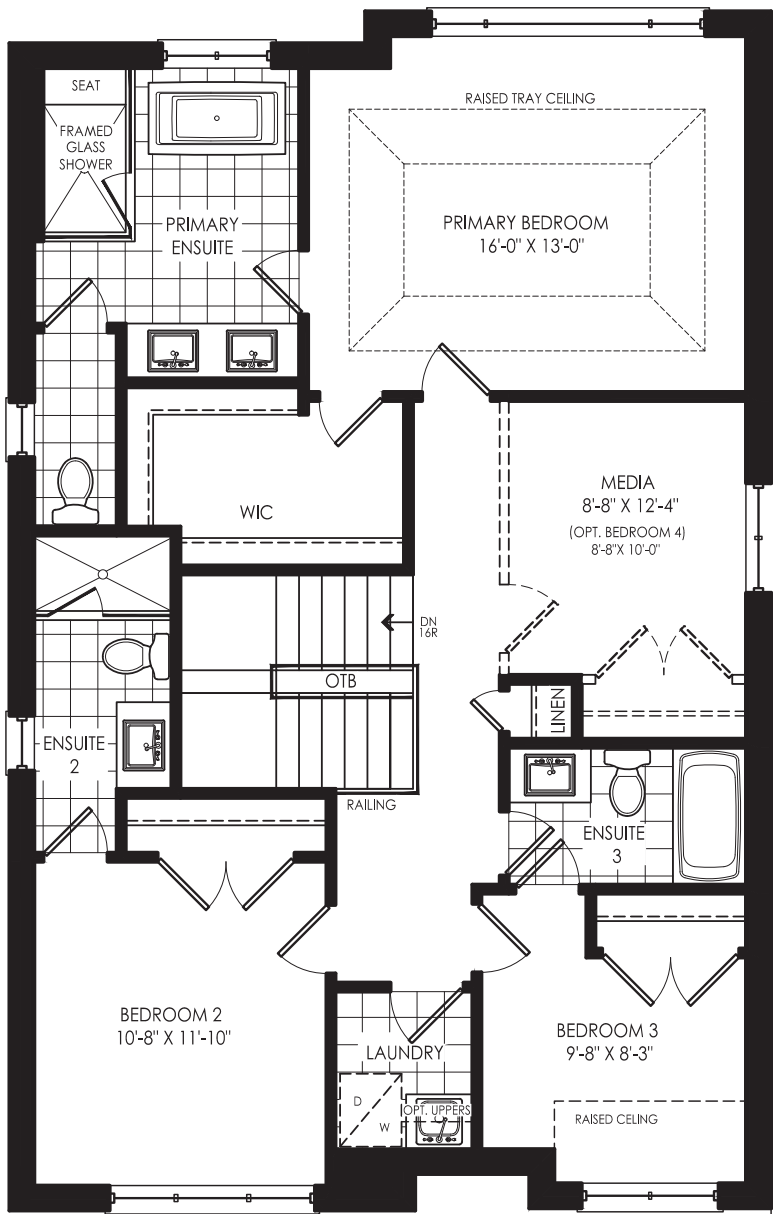 SEAT
FRAMED
GLASS
SHOWER
PRIMARY
ENSUITE
RAISED TRAY CEILING
PRIMARY BEDROOM
16'-0" X 13'-0"
WIC
MEDIA
8'-8" X 12'-4"
(OPT. BEDROOM 4)
8'-8"X 10'-0"
DN
16R
OTB
LINEN
ENSUITE
2
RAILING
ENSUITE
3
BEDROOM 2
10'-8" X 11'-10"
LAUNDRY
D
W
OPT. UPPERS
BEDROOM 3
9'-8" X 8'-3"
RAISED CELING